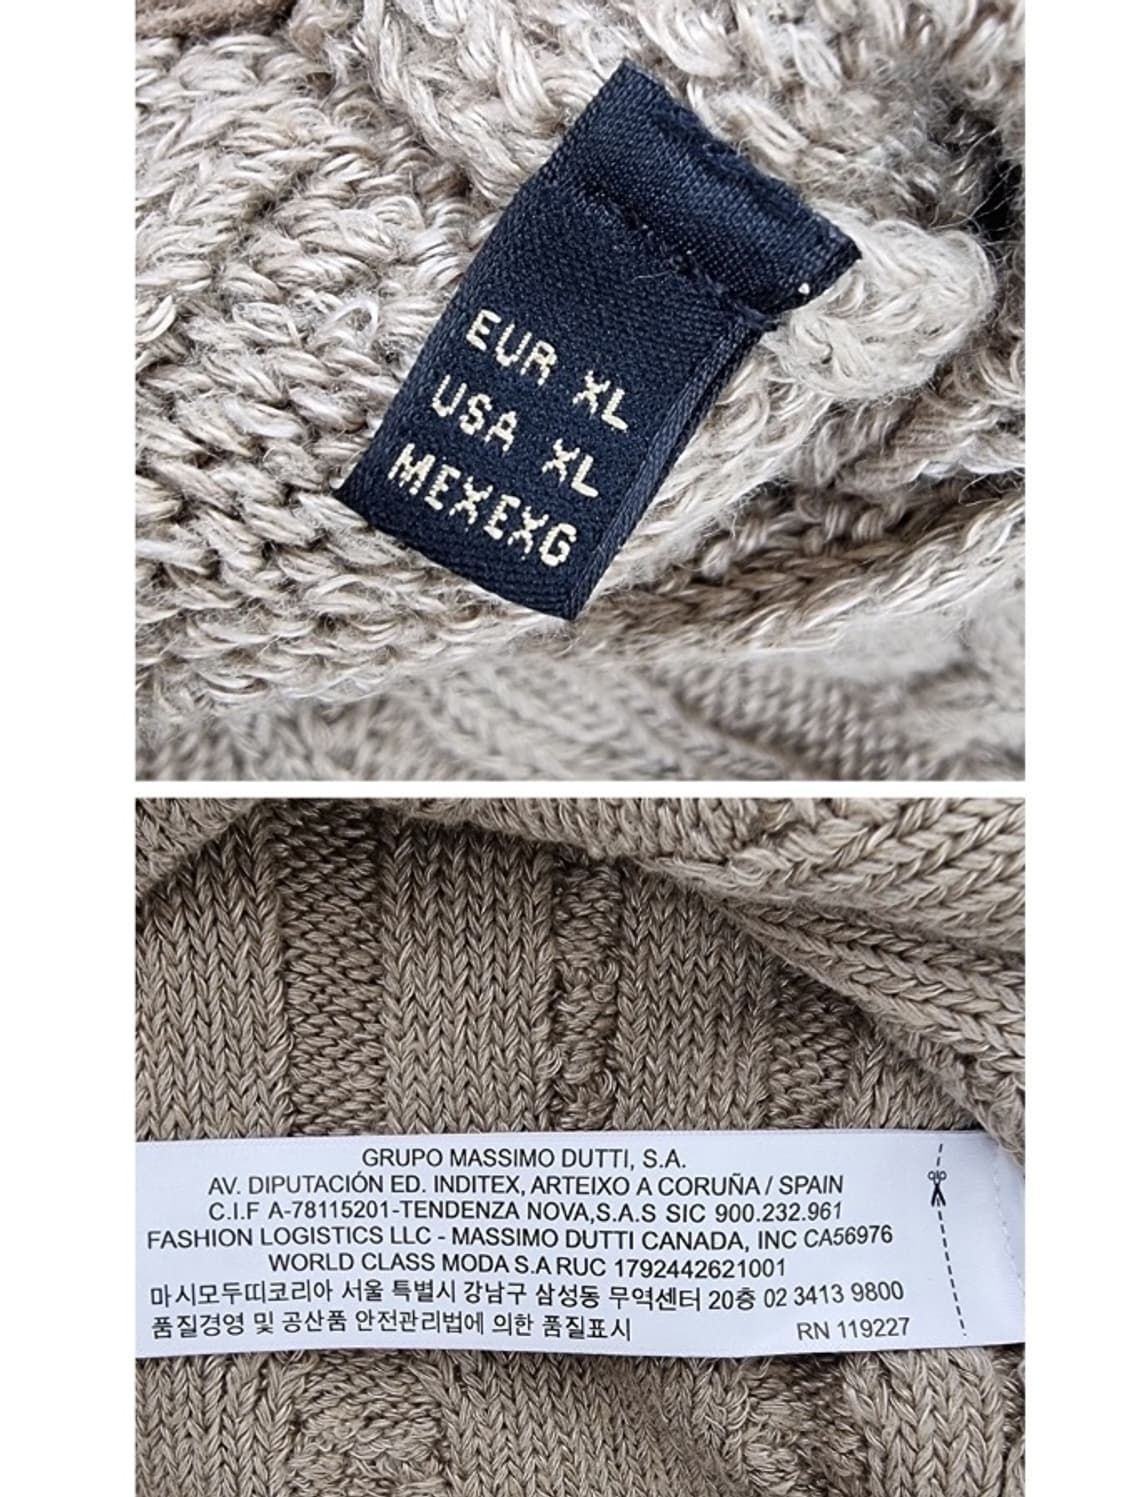 EUR XL
USA XL
MEXEXG
GRUPO MASSIMO DUTTI, S.A.
AV. DIPUTACIÓN ED. INDITEX, ARTEIXO A CORUÑA / SPAIN
C.I.F A-78115201-TENDENZA NOVA,S.A.S SIC 900.232.961
FASHION LOGISTICS LLC - MASSIMO DUTTI CANADA, INC CA56976
WORLD CLASS MODA S.A RUC 1792442621001
마시모두띠코리아 서울 특별시 강남구 삼성동 무역센터 20층 02 3413 9800
품질경영 및 공산품 안전관리법에 의한 품질표시 RN 119227